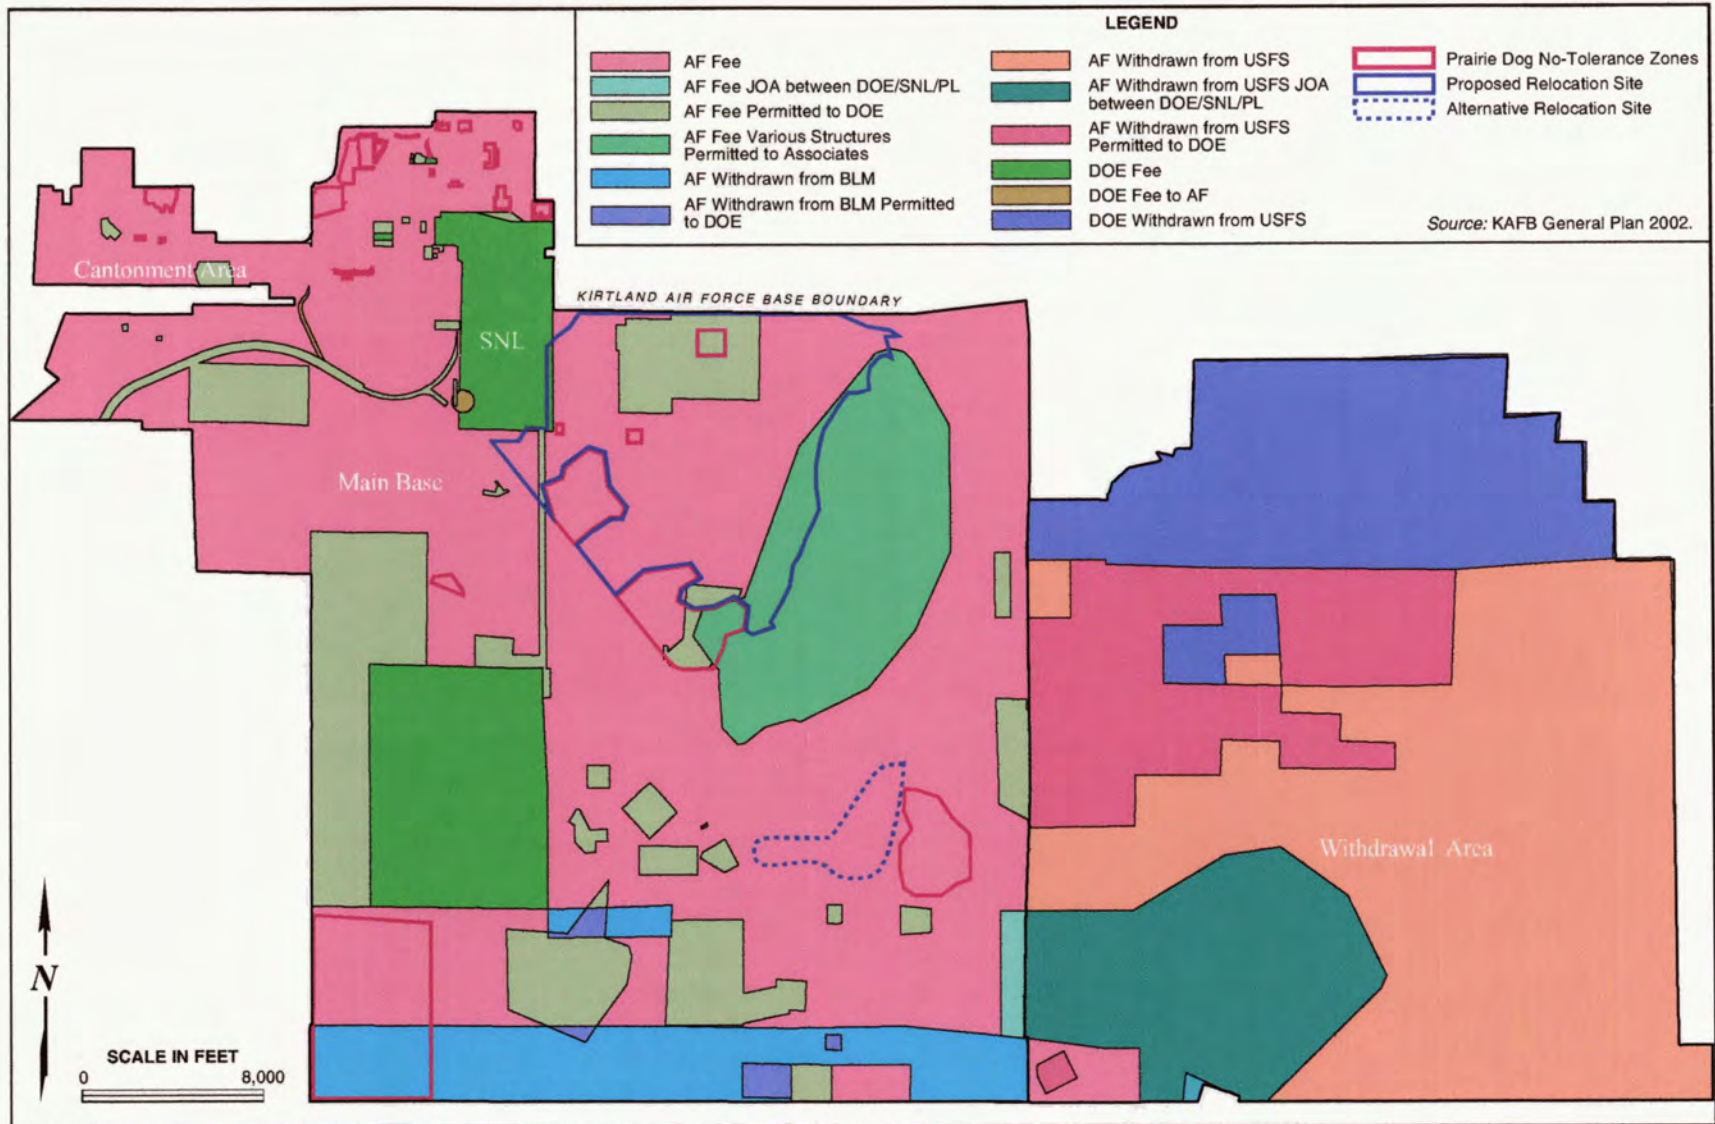 LEGEND
AF Fee
AF Fee JOA between DOE/SNL/PL
AF Fee Permitted to DOE
AF Fee Various Structures
Permitted to Associates
AF Withdrawn from BLM
AF Withdrawn from BLM Permitted
to DOE
AF Withdrawn from USFS
AF Withdrawn from USFS JOA
between DOE/SNL/PL
AF Withdrawn from USFS
Permitted to DOE
DOE Fee
DOE Fee to AF
DOE Withdrawn from USFS
Prairie Dog No-Tolerance Zones
Proposed Relocation Site
Alternative Relocation Site
Source: KAFB General Plan 2002.
Cantonment Area
KIRTLAND AIR FORCE BASE BOUNDARY
SNL
Main Base
Withdrawal Area
N
SCALE IN FEET
0 8,000